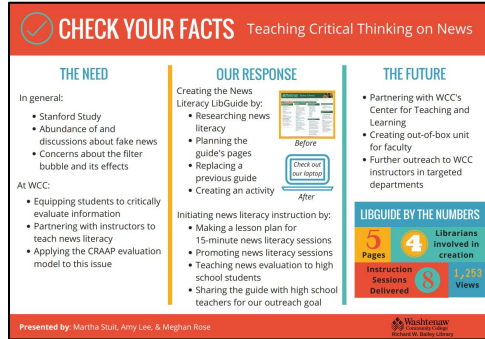 CHECK YOUR FACTS Teaching Critical Thinking on News
THE NEED
In general:
• Stanford Study
• Abundance of and
discussions about fake news
• Concerns about the filter
bubble and its effects
At WCC:
• Equipping students to critically
evaluate information
• Partnering with instructors to
teach news literacy
• Applying the CRAAP evaluation
model to this issue
OUR RESPONSE
Creating the News
Literacy LibGuide by:
• Researching news
literacy
• Planning the
guide's pages
• Replacing a
previous guide
• Creating an activity
Before
Check out
our laptop
After
Initiating news literacy instruction by:
• Making a lesson plan for
15-minute news literacy sessions
• Promoting news literacy sessions
• Teaching news evaluation to high
school students
• Sharing the guide with high school
teachers for our outreach goal
THE FUTURE
• Partnering with WCC's
Center for Teaching and
Learning
• Creating out-of-box unit
for faculty
• Further outreach to WCC
instructors in targeted
departments
LIBGUIDE BY THE NUMBERS
5
Pages
4
Librarians
involved in
creation
Instruction
Sessions
Delivered
8
1,253
Views
Presented by: Martha Stuit, Amy Lee, & Meghan Rose
Washtenaw
Community College
Richard W. Bailey Library